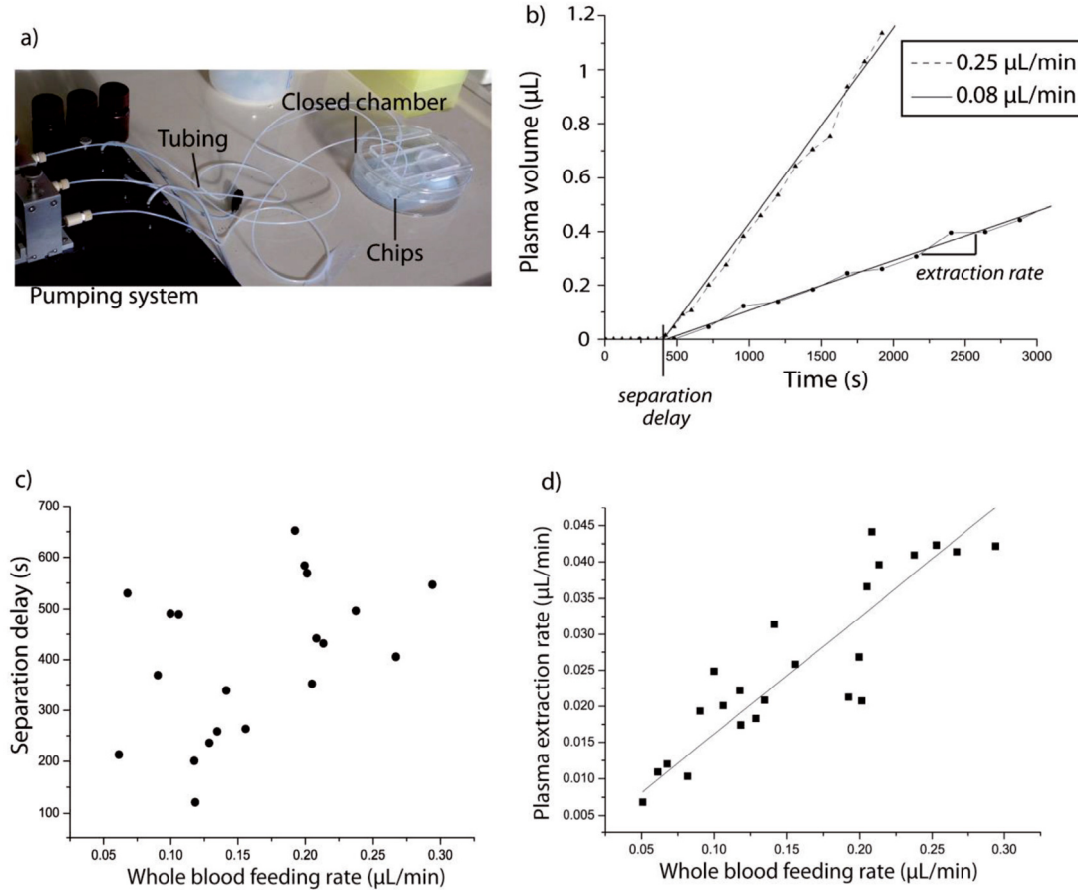 a)
Closed chamber
Tubing
Chips
Pumping system
b)
Plasma volume (µL)
1.2
1
0.8
0.6
0.4
0.2
0
0.25 µL/min
0.08 µL/min
extraction rate
0 500 1000 1500 2000 2500 3000
Time (s)
separation
delay
c)
Separation delay (s)
700
600
500
400
300
200
100
0.05 0.10 0.15 0.20 0.25 0.30
Whole blood feeding rate (µL/min)
d)
Plasma extraction rate (µL/min)
0.045
0.040
0.035
0.030
0.025
0.020
0.015
0.010
0.005
0.05 0.10 0.15 0.20 0.25 0.30
Whole blood feeding rate (µL/min)